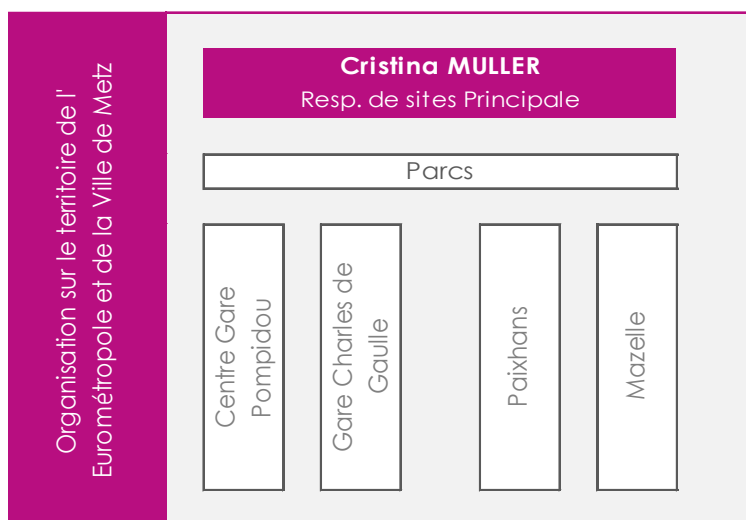 Organisation sur le territoire de l'
Eurométropole et de la Ville de Metz
Cristina MULLER
Resp. de sites Principale
Parcs
Centre Gare
Pompidou
Gare Charles de
Gaulle
Paixhans
Mazelle